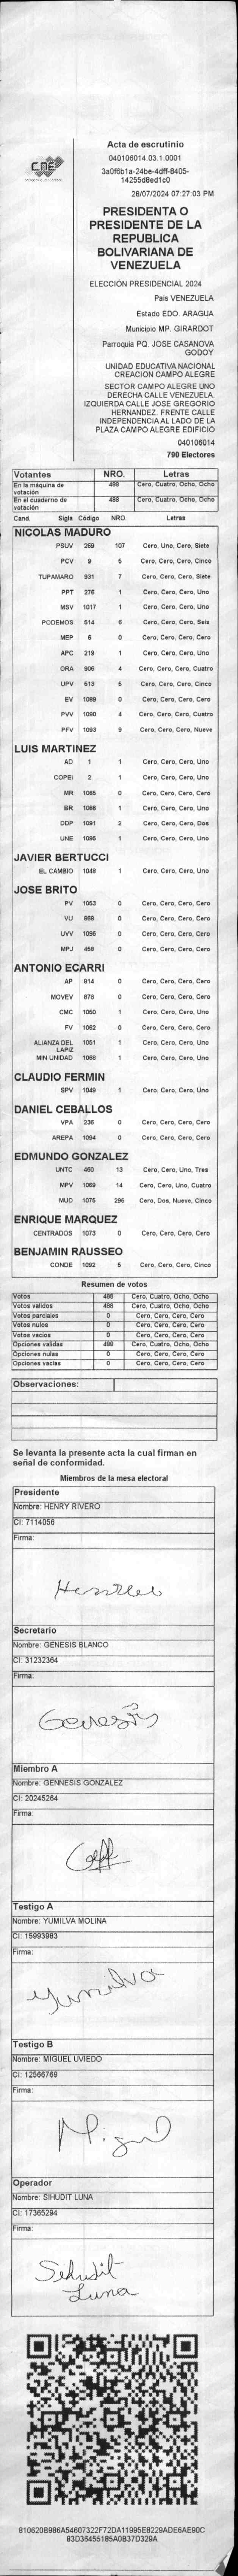 Acta de escrutinio
CNE
040106014.03.1.0001
3a0f6b1a-24be-4dff-8405-
14255d8ed1c0
28/07/2024 07:27:03 PM
PRESIDENTA O
PRESIDENTE DE LA
REPUBLICA
BOLIVARIANA DE
VENEZUELA
ELECCIÓN PRESIDENCIAL 2024
Pais VENEZUELA
Estado EDO. ARAGUA
Municipio MP. GIRARDOT
Parroquia PQ. JOSE CASANOVA
GODOY
UNIDAD EDUCATIVA NACIONAL
CREACION CAMPO ALEGRE
SECTOR CAMPO ALEGRE UNO
DERECHA CALLE VENEZUELA.
IZQUIERDA CALLE JOSE GREGORIO
HERNANDEZ. FRENTE CALLE
INDEPENDENCIA AL LADO DE LA
PLAZA CAMPO ALEGRE EDIFICIO
040106014
790 Electores
Votantes NRO. Letras
En la máquina de votación 488 Cero, Cuatro, Ocho, Ocho
En el cuaderno de votación 488 Cero, Cuatro, Ocho, Ocho
Cand. Sigla Código NRO. Letras
NICOLAS MADURO
PSUV 269 107 Cero, Uno, Cero, Siete
PCV 9 5 Cero, Cero, Cero, Cinco
TUPAMARO 931 7 Cero, Cero, Cero, Siete
PPT 276 1 Cero, Cero, Cero, Uno
MSV 1017 1 Cero, Cero, Cero, Uno
PODEMOS 514 6 Cero, Cero, Cero, Seis
MEP 6 0 Cero, Cero, Cero, Cero
APC 219 1 Cero, Cero, Cero, Uno
ORA 906 4 Cero, Cero, Cero, Cuatro
UPV 513 5 Cero, Cero, Cero, Cinco
EV 1089 0 Cero, Cero, Cero, Cero
PVV 1090 4 Cero, Cero, Cero, Cuatro
PFV 1093 9 Cero, Cero, Cero, Nueve
LUIS MARTINEZ
AD 1 1 Cero, Cero, Cero, Uno
COPEI 2 1 Cero, Cero, Cero, Uno
MR 1065 0 Cero, Cero, Cero, Cero
BR 1066 1 Cero, Cero, Cero, Uno
DDP 1091 2 Cero, Cero, Cero, Dos
UNE 1095 1 Cero, Cero, Cero, Uno
JAVIER BERTUCCI
EL CAMBIO 1048 1 Cero, Cero, Cero, Uno
JOSE BRITO
PV 1053 0 Cero, Cero, Cero, Cero
VU 868 0 Cero, Cero, Cero, Cero
UVV 1096 0 Cero, Cero, Cero, Cero
MPJ 458 0 Cero, Cero, Cero, Cero
ANTONIO ECARRI
AP 814 0 Cero, Cero, Cero, Cero
MOVEV 878 0 Cero, Cero, Cero, Cero
CMC 1050 1 Cero, Cero, Cero, Uno
FV 1062 0 Cero, Cero, Cero, Cero
ALIANZA DEL LAPIZ 1051 1 Cero, Cero, Cero, Uno
MIN UNIDAD 1068 1 Cero, Cero, Cero, Uno
CLAUDIO FERMIN
SPV 1049 1 Cero, Cero, Cero, Uno
DANIEL CEBALLOS
VPA 236 0 Cero, Cero, Cero, Cero
AREPA 1094 0 Cero, Cero, Cero, Cero
EDMUNDO GONZALEZ
UNTC 460 13 Cero, Cero, Uno, Tres
MPV 1069 14 Cero, Cero, Uno, Cuatro
MUD 1075 295 Cero, Dos, Nueve, Cinco
ENRIQUE MARQUEZ
CENTRADOS 1073 0 Cero, Cero, Cero, Cero
BENJAMIN RAUSSEO
CONDE 1092 5 Cero, Cero, Cero, Cinco
Resumen de votos
Votos 488 Cero, Cuatro, Ocho, Ocho
Votos validos 488 Cero, Cuatro, Ocho, Ocho
Votos parciales 0 Cero, Cero, Cero, Cero
Votos nulos 0 Cero, Cero, Cero, Cero
Votos vacios 0 Cero, Cero, Cero, Cero
Opciones validas 488 Cero, Cuatro, Ocho, Ocho
Opciones nulas 0 Cero, Cero, Cero, Cero
Opciones vacias 0 Cero, Cero, Cero, Cero
Observaciones:
Se levanta la presente acta la cual firman en
señal de conformidad.
Miembros de la mesa electoral
Presidente
Nombre: HENRY RIVERO
CI: 7114056
Firma:
Secretario
Nombre: GENESIS BLANCO
CI: 31232364
Firma:
Genesis
Miembro A
Nombre: GENNESIS GONZALEZ
CI: 20245264
Firma:
Testigo A
Nombre: YUMILVA MOLINA
CI: 15993983
Firma:
Yumilva
Testigo B
Nombre: MIGUEL UVIEDO
CI: 12566769
Firma:
Miguel
Operador
Nombre: SIHUDIT LUNA
CI: 17365294
Firma:
Sihudit
Luna
8106208986A54607322F72DA11995E8229ADE6AE90C
83D38455185A0B37D329A